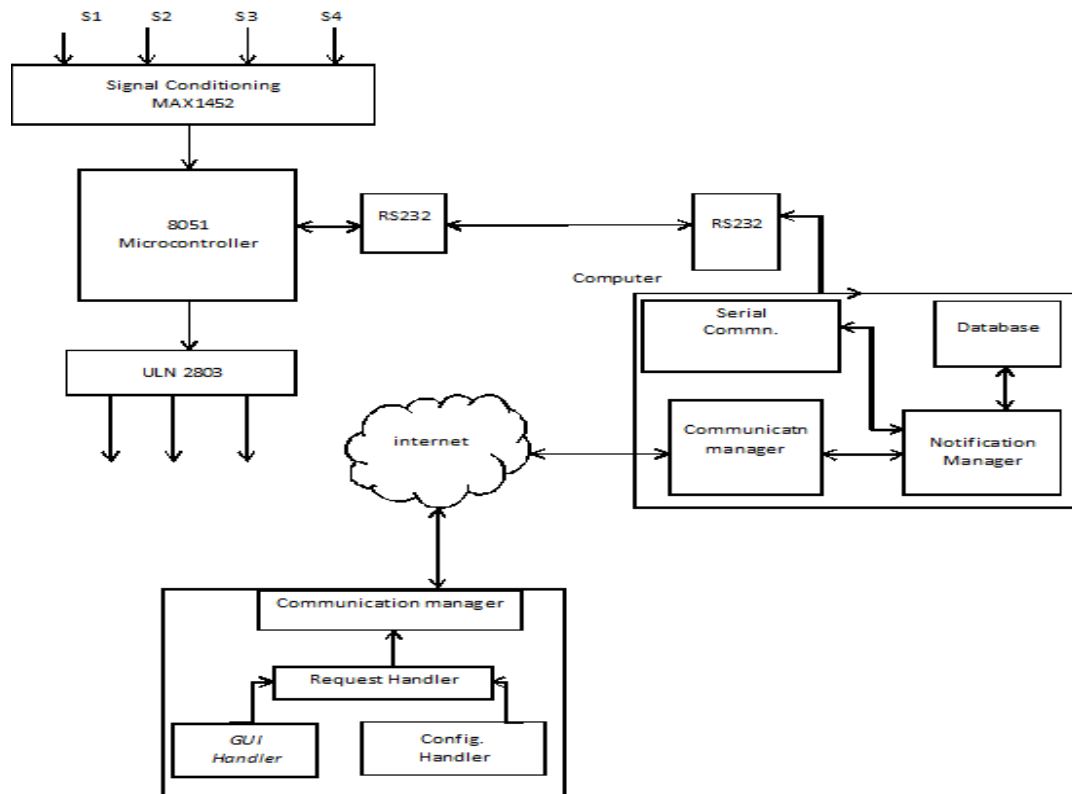 S1 S2 S3 S4
Signal Conditioning
MAX1452
8051
Microcontroller
RS232
RS232
Computer
Serial
Commn.
Database
ULN 2803
internet
Communicatn
manager
Notification
Manager
Communication manager
Request Handler
GUI
Handler
Config.
Handler